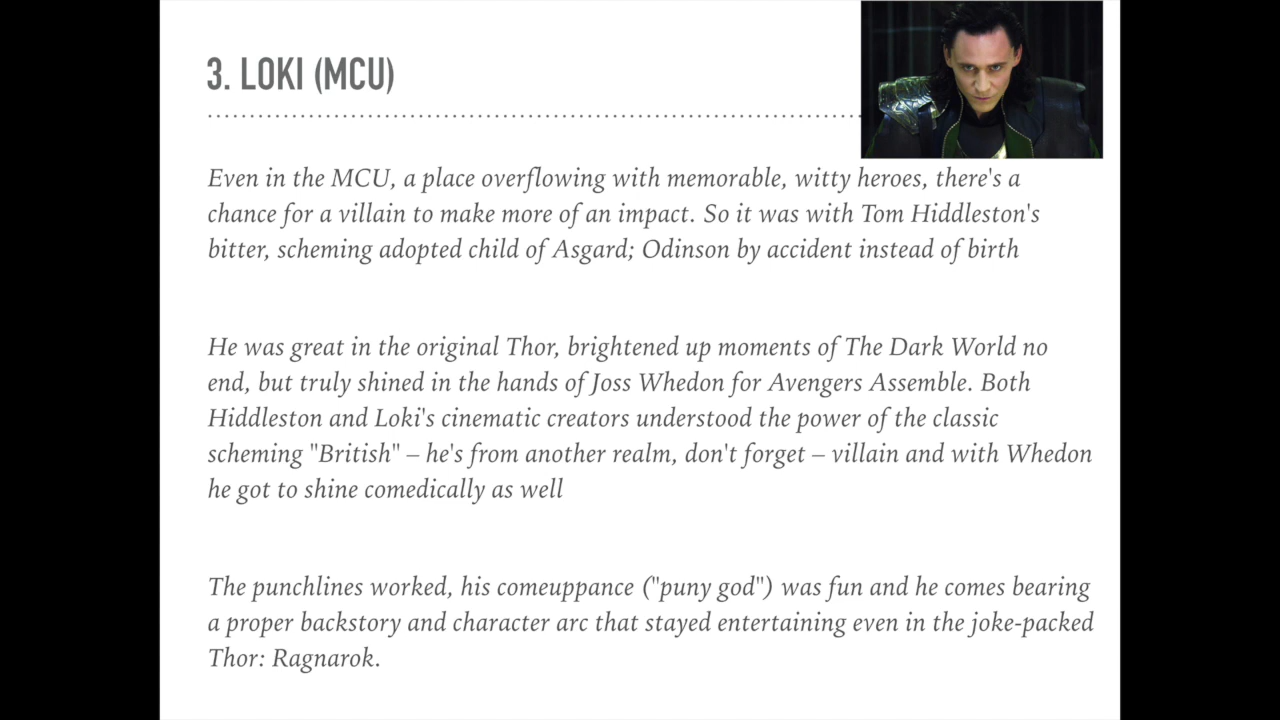 3. LOKI (MCU)
Even in the MCU, a place overflowing with memorable, witty heroes, there's a
chance for a villain to make more of an impact. So it was with Tom Hiddleston's
bitter, scheming adopted child of Asgard; Odinson by accident instead of birth
He was great in the original Thor, brightened up moments of The Dark World no
end, but truly shined in the hands of Joss Whedon for Avengers Assemble. Both
Hiddleston and Loki's cinematic creators understood the power of the classic
scheming "British" – he's from another realm, don't forget – villain and with Whedon
he got to shine comedically as well
The punchlines worked, his comeuppance ("puny god") was fun and he comes bearing
a proper backstory and character arc that stayed entertaining even in the joke-packed
Thor: Ragnarok.